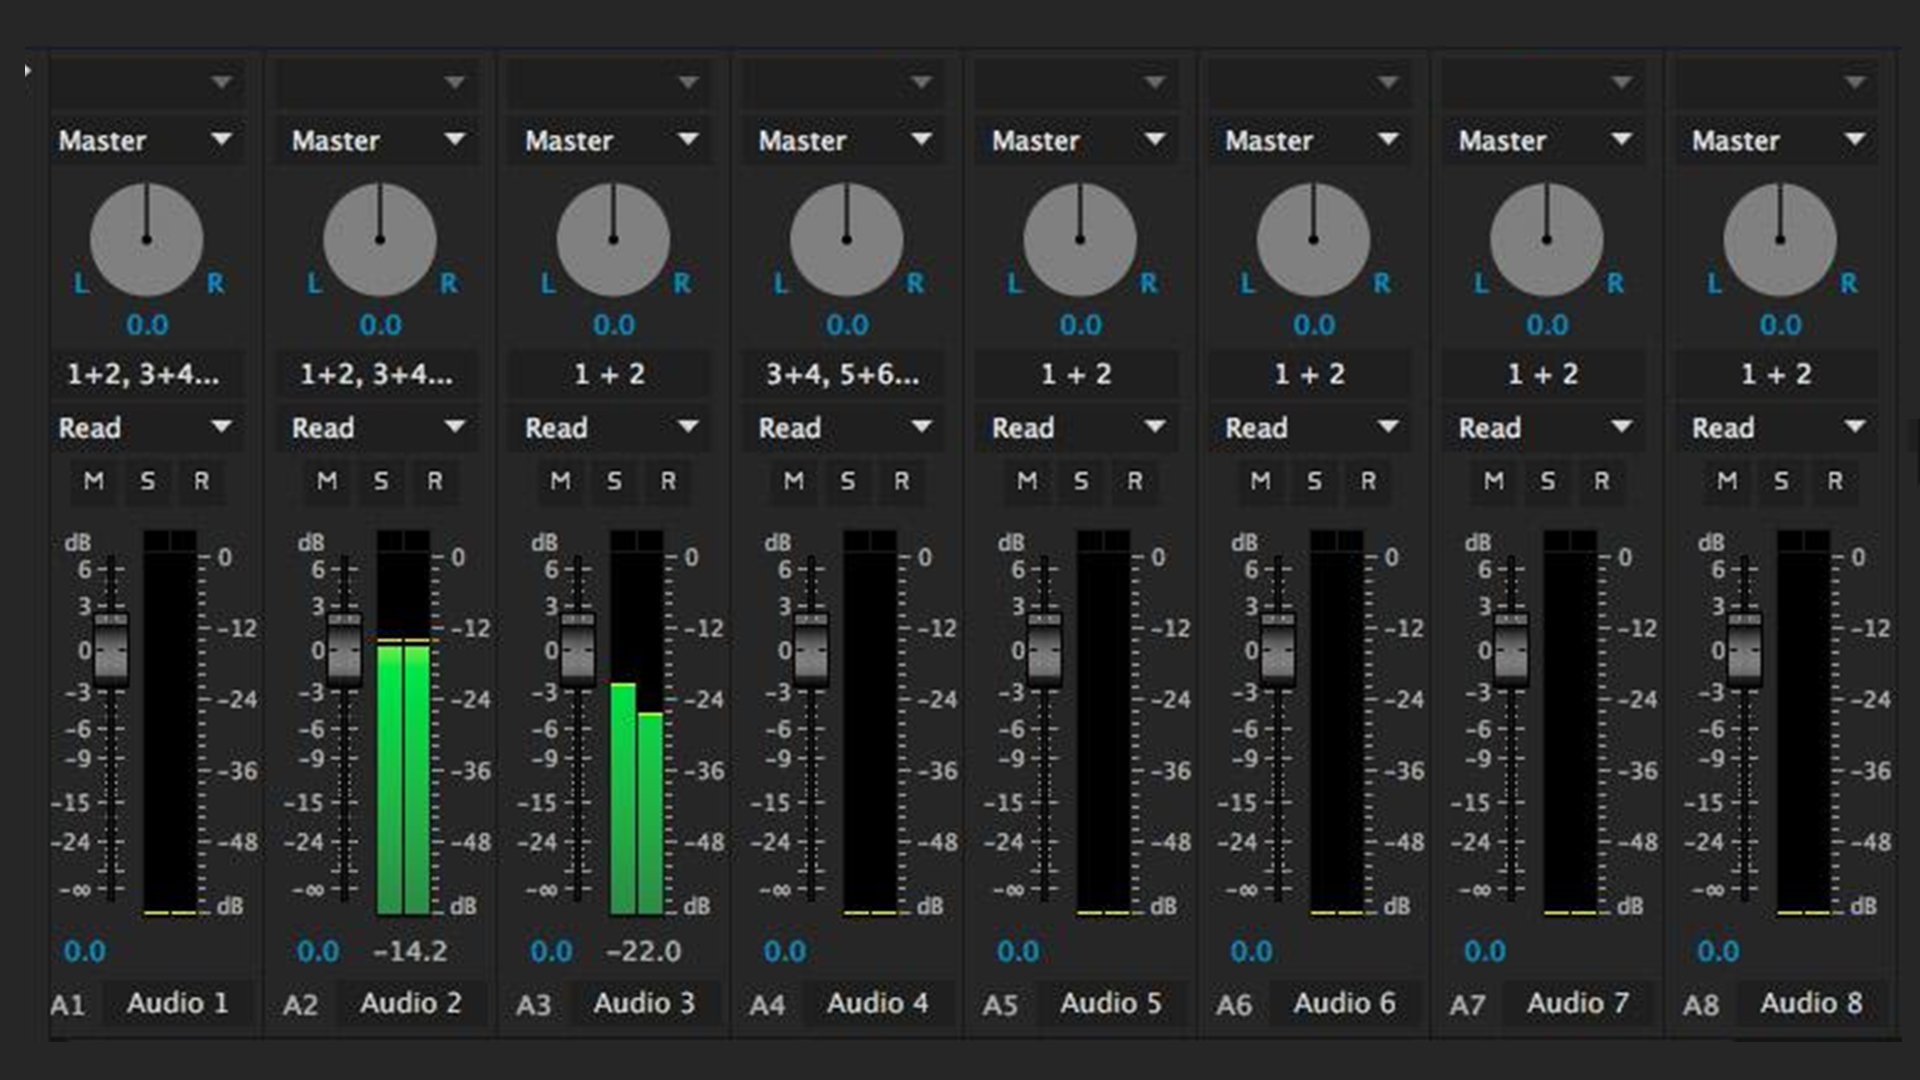 Master Master Master Master Master Master Master Master
L R L R L R L R L R L R L R L R
0.0 0.0 0.0 0.0 0.0 0.0 0.0 0.0
1+2, 3+4... 1+2, 3+4... 1 + 2 3+4, 5+6... 1 + 2 1 + 2 1 + 2 1 + 2
Read Read Read Read Read Read Read Read
M S R M S R M S R M S R M S R M S R M S R M S R
dB dB dB dB dB dB dB dB
0 0 0 0 0 0 0 0
6 6 6 6 6 6 6 6
3 3 3 3 3 3 3 3
-12 -12 -12 -12 -12 -12 -12 -12
0 0 0 0 0 0 0 0
-3 -24 -3 -24 -3 -24 -3 -24 -3 -24 -3 -24 -3 -24 -3 -24
-6 -6 -6 -6 -6 -6 -6 -6
-9 -36 -9 -36 -9 -36 -9 -36 -9 -36 -9 -36 -9 -36 -9 -36
-15 -15 -15 -15 -15 -15 -15 -15
-24 -48 -24 -48 -24 -48 -24 -48 -24 -48 -24 -48 -24 -48 -24 -48
-∞ dB -∞ dB -∞ dB -∞ dB -∞ dB -∞ dB -∞ dB -∞ dB
0.0 0.0 -14.2 0.0 -22.0 0.0 0.0 0.0 0.0 0.0
A1 Audio 1 A2 Audio 2 A3 Audio 3 A4 Audio 4 A5 Audio 5 A6 Audio 6 A7 Audio 7 A8 Audio 8